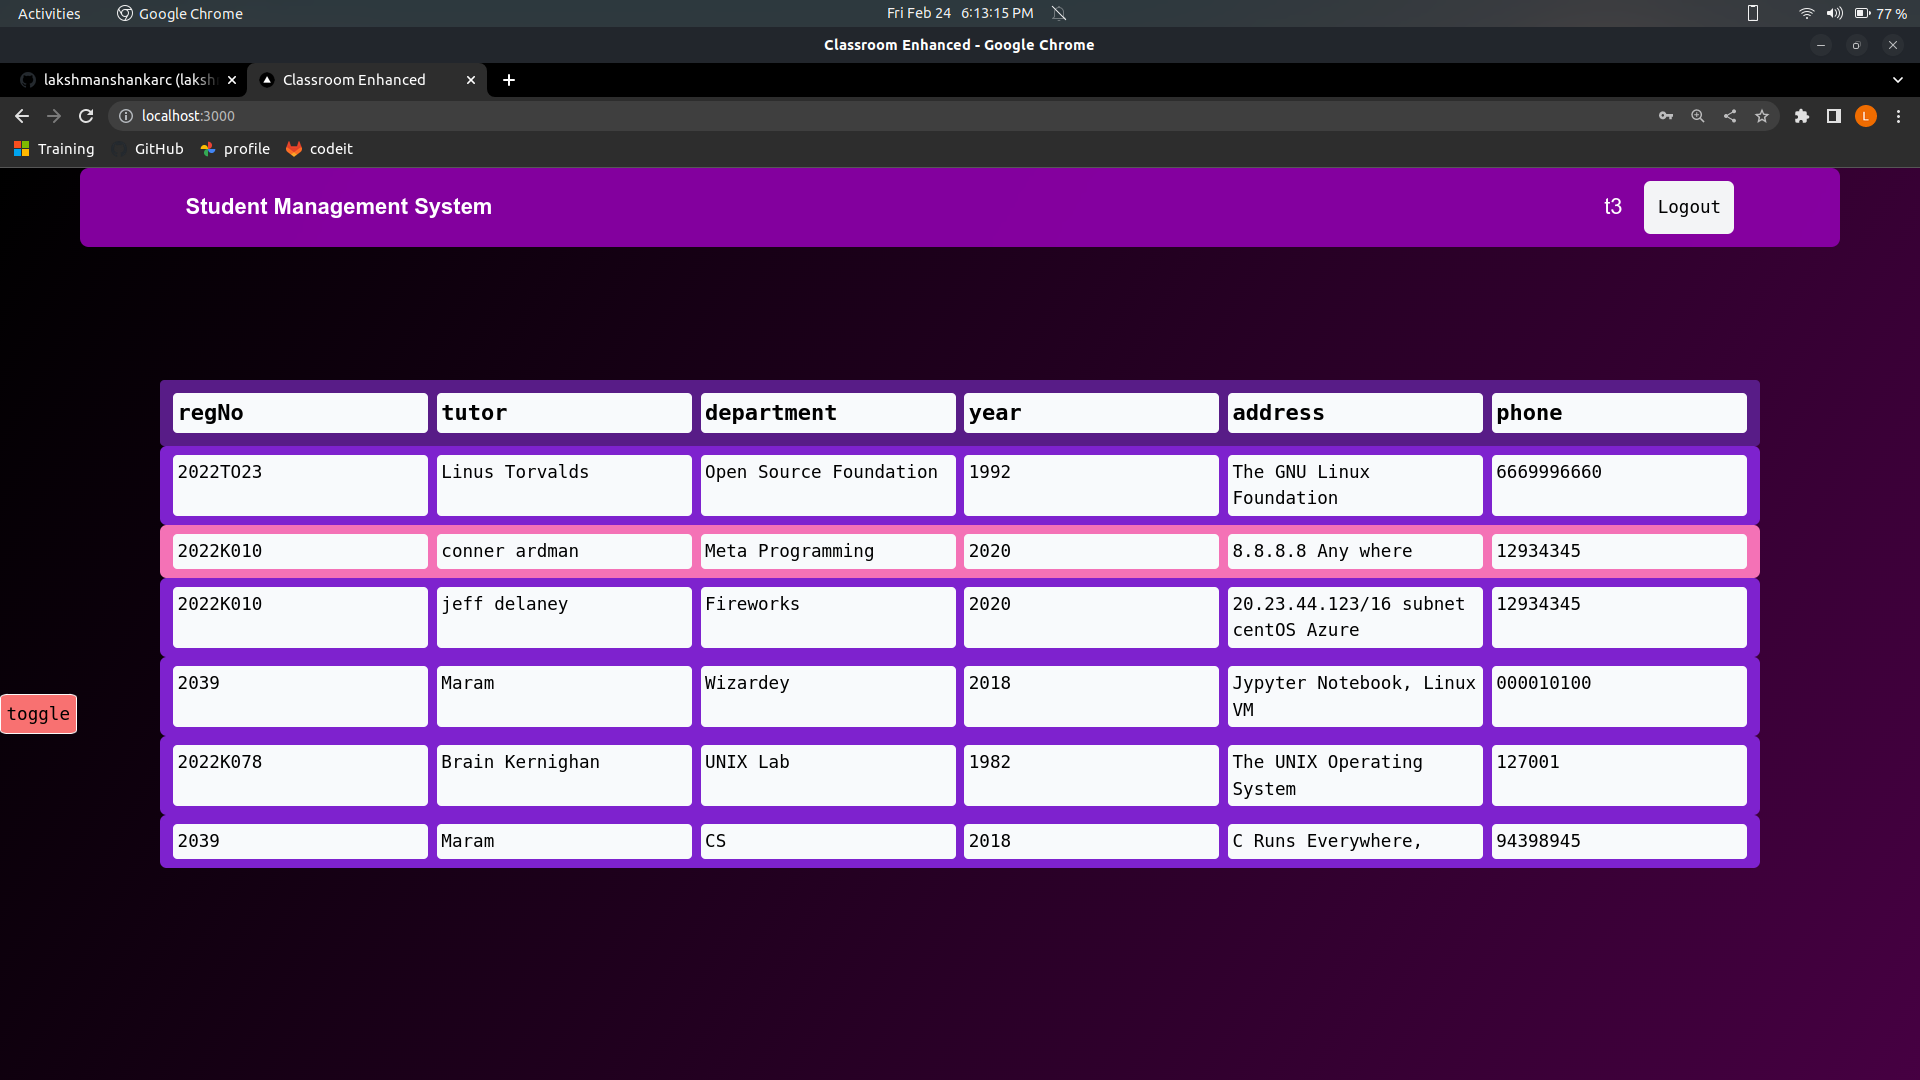 Activities Google Chrome Fri Feb 24 6:13:15 PM 77 %
Classroom Enhanced - Google Chrome
lakshmanshankarc (laksh Classroom Enhanced
localhost:3000 L
Training GitHub profile codeit
Student Management System t3 Logout
regNo tutor department year address phone
2022TO23 Linus Torvalds Open Source Foundation 1992 The GNU Linux 6669996660
Foundation
2022K010 conner ardman Meta Programming 2020 8.8.8.8 Any where 12934345
2022K010 jeff delaney Fireworks 2020 20.23.44.123/16 subnet 12934345
centOS Azure
2039 Maram Wizardey 2018 Jypyter Notebook, Linux 000010100
VM
toggle
2022K078 Brain Kernighan UNIX Lab 1982 The UNIX Operating 127001
System
2039 Maram CS 2018 C Runs Everywhere, 94398945